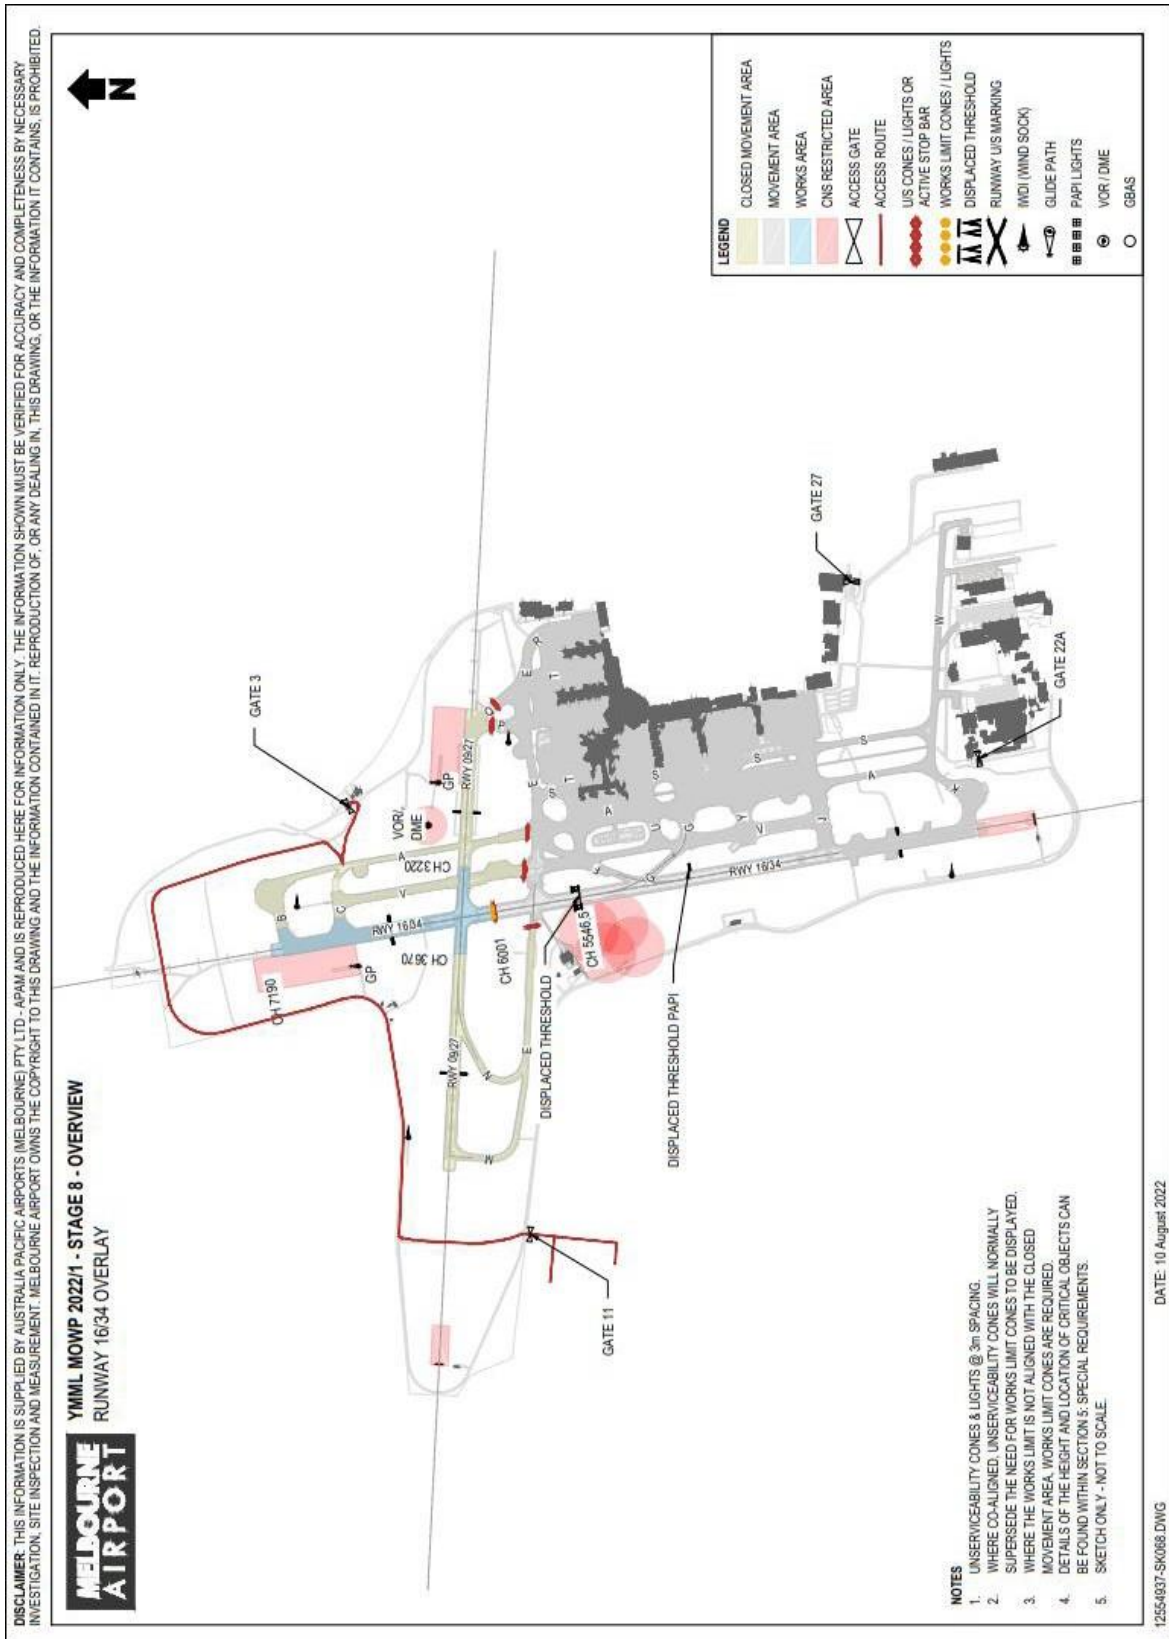 DISCLAIMER: THIS INFORMATION IS SUPPLIED BY AUSTRALIA PACIFIC AIRPORTS (MELBOURNE) PTY LTD - APAM AND IS REPRODUCED HERE FOR INFORMATION ONLY. THE INFORMATION SHOWN MUST BE VERIFIED FOR ACCURACY AND COMPLETENESS BY NECESSARY
INVESTIGATION, SITE INSPECTION AND MEASUREMENT. MELBOURNE AIRPORT OWNS THE COPYRIGHT TO THIS DRAWING AND THE INFORMATION CONTAINED IN IT. REPRODUCTION OF, OR ANY DEALING IN, THIS DRAWING, OR THE INFORMATION IT CONTAINS, IS PROHIBITED.
MELBOURNE
AIRPORT
YMML MOWP 2022/1 - STAGE 8 - OVERVIEW
RUNWAY 16/34 OVERLAY
N
GATE 3
CH 7190
GP
B
C
A
V
RWY 16/34
VOR/
DME
CH 3220
CH 3670
GP
RWY 09/27
RWY 09/27
CH 6001
N
M
E
E
E
Q
P
R
T
T
S
A
S
S
S
U
G
Y
V
F
G
J
A
K
W
RWY 16/34
CH 5546.5
DISPLACED THRESHOLD
DISPLACED THRESHOLD PAPI
GATE 11
GATE 27
GATE 22A
LEGEND
CLOSED MOVEMENT AREA
MOVEMENT AREA
WORKS AREA
CNS RESTRICTED AREA
ACCESS GATE
ACCESS ROUTE
U/S CONES / LIGHTS OR
ACTIVE STOP BAR
WORKS LIMIT CONES / LIGHTS
DISPLACED THRESHOLD
RUNWAY U/S MARKING
IWDI (WIND SOCK)
GLIDE PATH
PAPI LIGHTS
VOR / DME
GBAS
NOTES
1. UNSERVICEABILITY CONES & LIGHTS @ 3m SPACING.
2. WHERE CO-ALIGNED, UNSERVICEABILITY CONES WILL NORMALLY
SUPERSEDE THE NEED FOR WORKS LIMIT CONES TO BE DISPLAYED.
3. WHERE THE WORKS LIMIT IS NOT ALIGNED WITH THE CLOSED
MOVEMENT AREA, WORKS LIMIT CONES ARE REQUIRED.
4. DETAILS OF THE HEIGHT AND LOCATION OF CRITICAL OBJECTS CAN
BE FOUND WITHIN SECTION 5: SPECIAL REQUIREMENTS.
5. SKETCH ONLY - NOT TO SCALE.
12554937-SK068.DWG
DATE: 10 August 2022